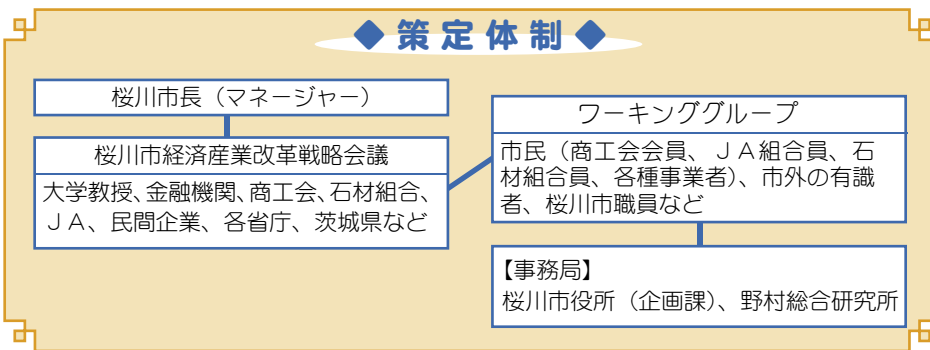 ◆ 策定体制 ◆
桜川市長（マネージャー）
桜川市経済産業改革戦略会議
大学教授、金融機関、商工会、石材組合、
ＪＡ、民間企業、各省庁、茨城県など
ワーキンググループ
市民（商工会会員、ＪＡ組合員、石
材組合員、各種事業者）、市外の有識
者、桜川市職員など
【事務局】
桜川市役所（企画課）、野村総合研究所